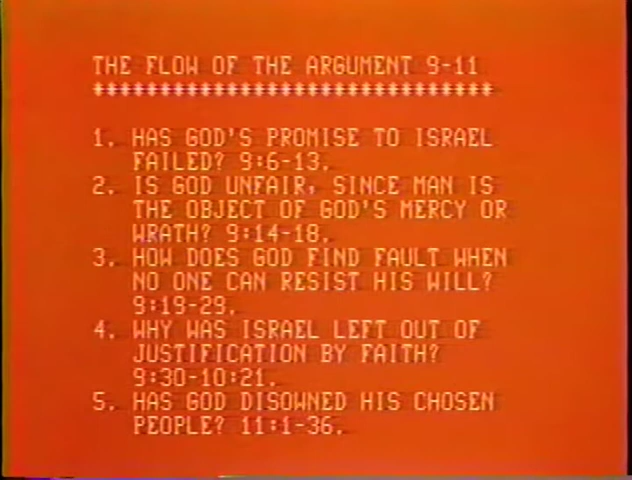 THE FLOW OF THE ARGUMENT 9-11
******************************
1. HAS GOD'S PROMISE TO ISRAEL
FAILED? 9:6-13.
2. IS GOD UNFAIR, SINCE MAN IS
THE OBJECT OF GOD'S MERCY OR
WRATH? 9:14-18.
3. HOW DOES GOD FIND FAULT WHEN
NO ONE CAN RESIST HIS WILL?
9:19-29.
4. WHY WAS ISRAEL LEFT OUT OF
JUSTIFICATION BY FAITH?
9:30-10:21.
5. HAS GOD DISOWNED HIS CHOSEN
PEOPLE? 11:1-36.